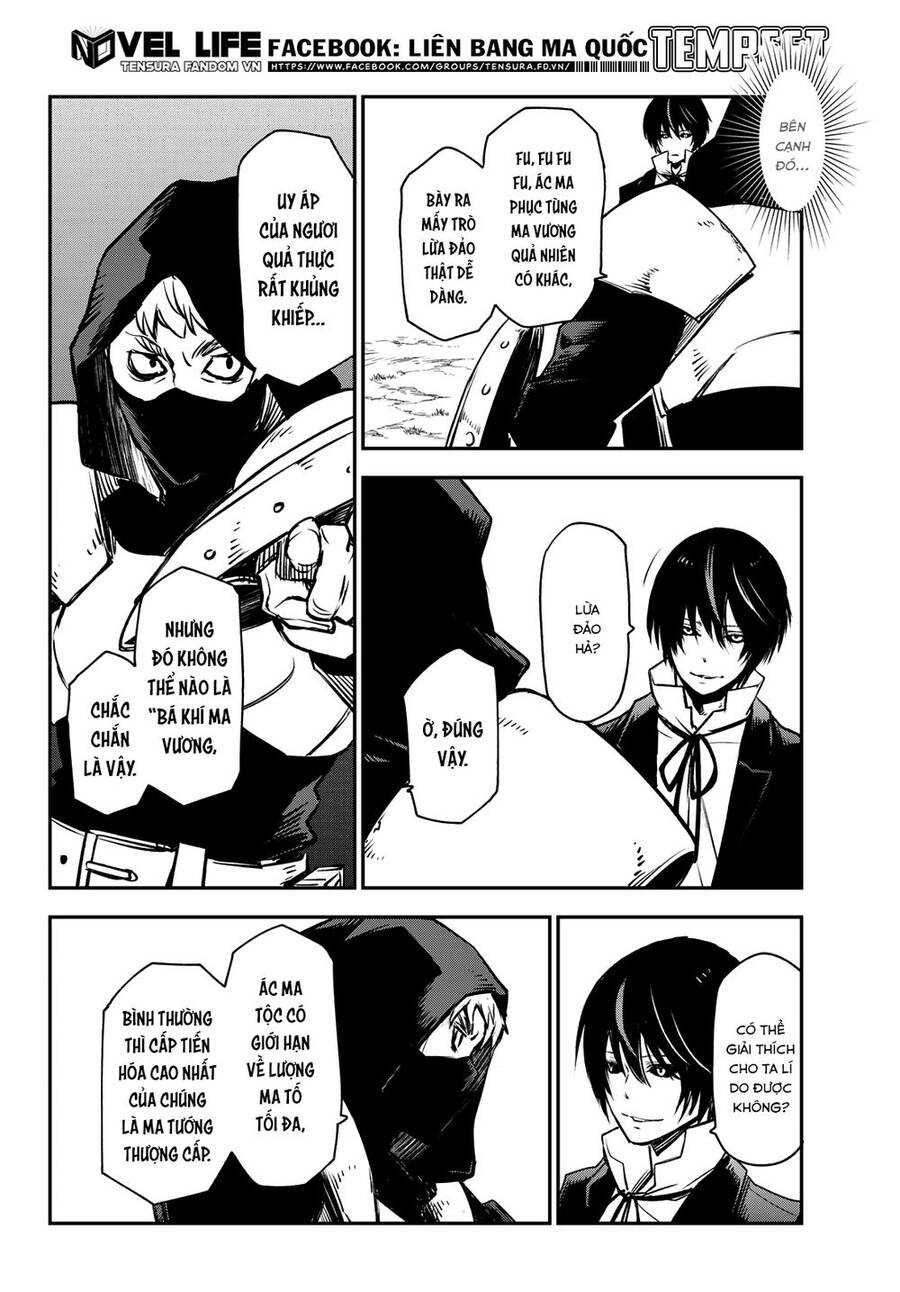 NOVEL LIFE
TENSURA FANDOM VN
FACEBOOK: LIÊN BANG MA QUỐC
HTTPS://WWW.FACEBOOK.COM/GROUPS/TENSURA.FD.VN/
TEMPEST
BÊN
CẠNH
ĐÓ...
FU, FU FU
FU, ÁC MA
PHỤC TÙNG
MA VƯƠNG
QUẢ NHIÊN
CÓ KHÁC,
BÀY RA
MẤY TRÒ
LỪA ĐẢO
THẬT DỄ
DÀNG.
LỪA
ĐẢO
HẢ?
Ờ, ĐÚNG
VẬY.
UY ÁP
CỦA NGƯƠI
QUẢ THỰC
RẤT KHỦNG
KHIẾP...
NHƯNG
ĐÓ KHÔNG
THỂ NÀO LÀ
“BÁ KHÍ MA
VƯƠNG,
CHẮC
CHẮN
LÀ VẬY.
CÓ THỂ
GIẢI THÍCH
CHO TA LÍ
DO ĐƯỢC
KHÔNG?
ÁC MA
TỘC CÓ
GIỚI HẠN
VỀ LƯỢNG
MA TỐ
TỐI ĐA,
BÌNH THƯỜNG
THÌ CẤP TIẾN
HÓA CAO NHẤT
CỦA CHÚNG
LÀ MA TƯỚNG
THƯỢNG CẤP.